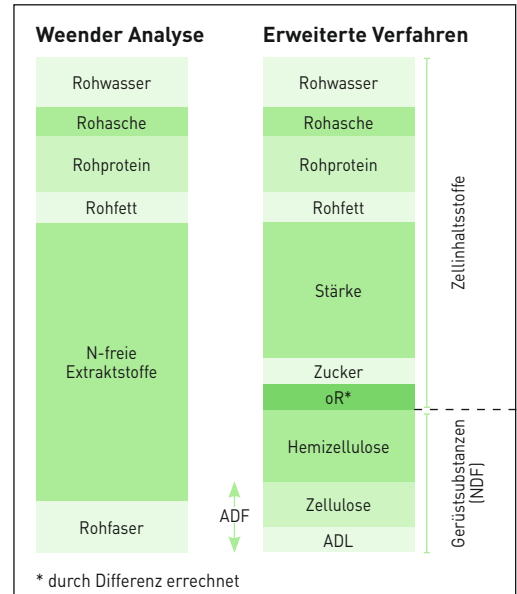 Weender Analyse
Rohwasser
Rohasche
Rohprotein
Rohfett
N-freie
Extraktstoffe
Rohfaser
ADF
Erweiterte Verfahren
Rohwasser
Rohasche
Rohprotein
Rohfett
Stärke
Zucker
oR*
Hemizellulose
Zellulose
ADL
Zellinhaltsstoffe
Gerüstsubstanzen
(NDF)
* durch Differenz errechnet